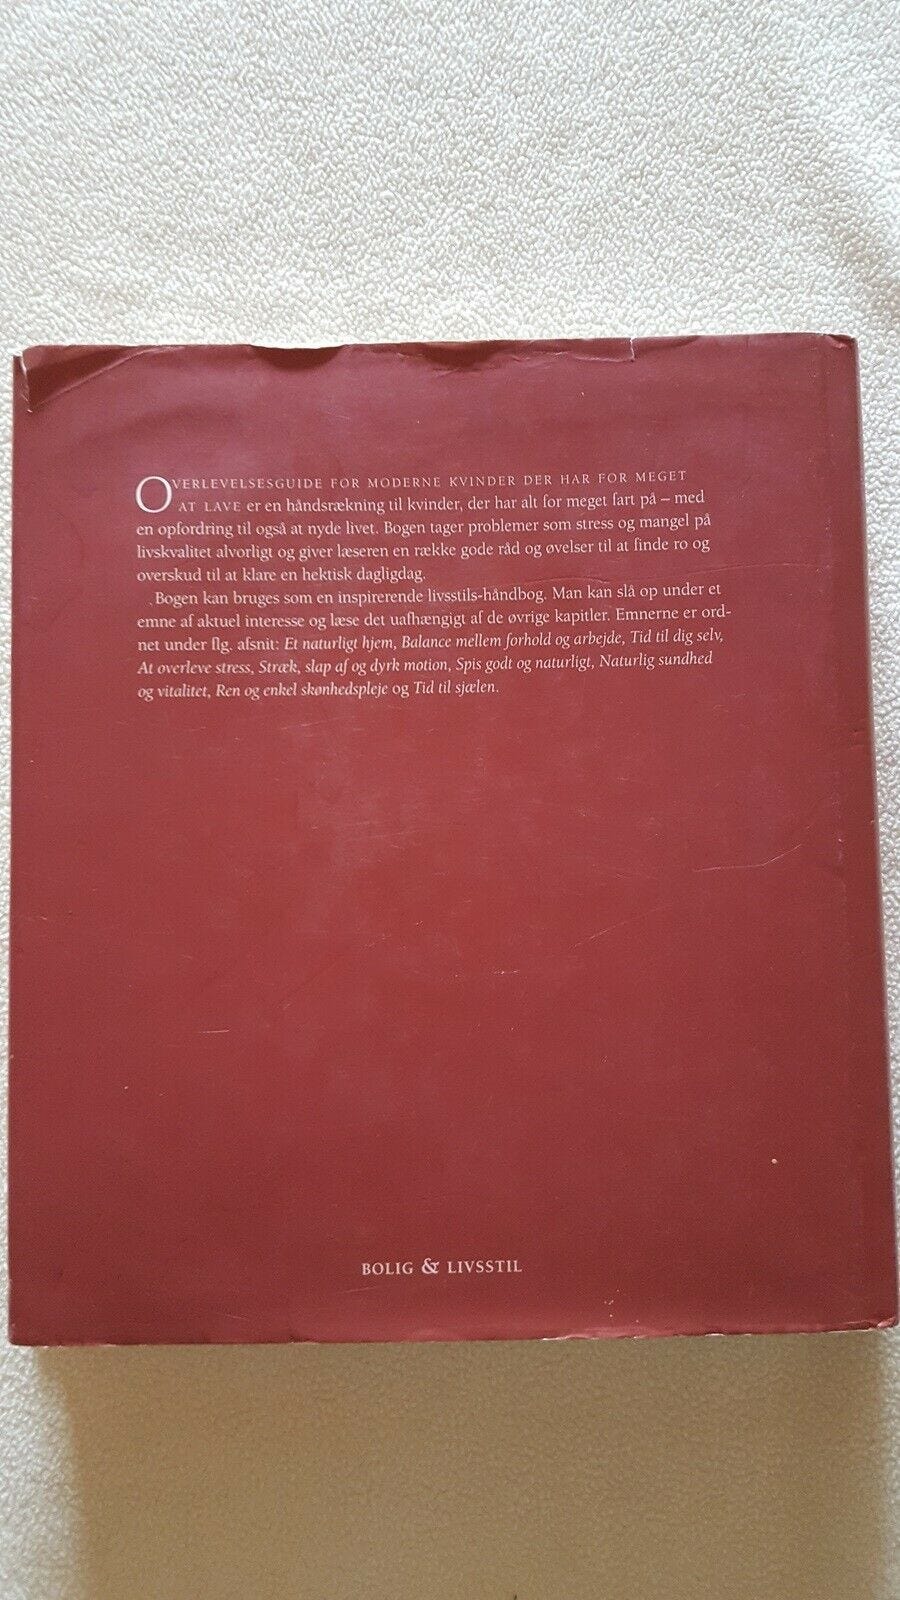 OVERLEVELSESGUIDE FOR MODERNE KVINDER DER HAR FOR MEGET
AT LAVE er en håndsrækning til kvinder, der har alt for meget fart på – med
en opfordring til også at nyde livet. Bogen tager problemer som stress og mangel på
livskvalitet alvorligt og giver læseren en række gode råd og øvelser til at finde ro og
overskud til at klare en hektisk dagligdag.
Bogen kan bruges som en inspirerende livsstils-håndbog. Man kan slå op under et
emne af aktuel interesse og læse det uafhængigt af de øvrige kapitler. Emnerne er ord-
net under flg. afsnit: Et naturligt hjem, Balance mellem forhold og arbejde, Tid til dig selv,
At overleve stress, Stræk, slap af og dyrk motion, Spis godt og naturligt, Naturlig sundhed
og vitalitet, Ren og enkel skønhedspleje og Tid til sjælen.
BOLIG & LIVSSTIL